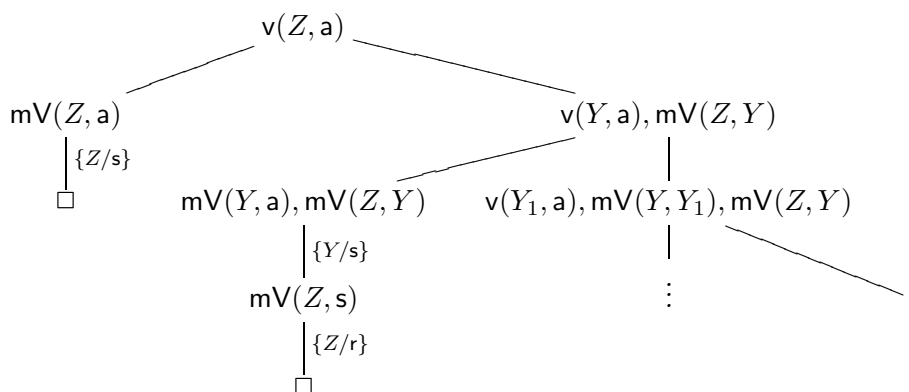 v(Z, a)
mV(Z, a) v(Y, a), mV(Z, Y)
{Z/s}
□ mV(Y, a), mV(Z, Y) v(Y₁, a), mV(Y, Y₁), mV(Z, Y)
{Y/s}
mV(Z, s) ⋮
{Z/r}
□